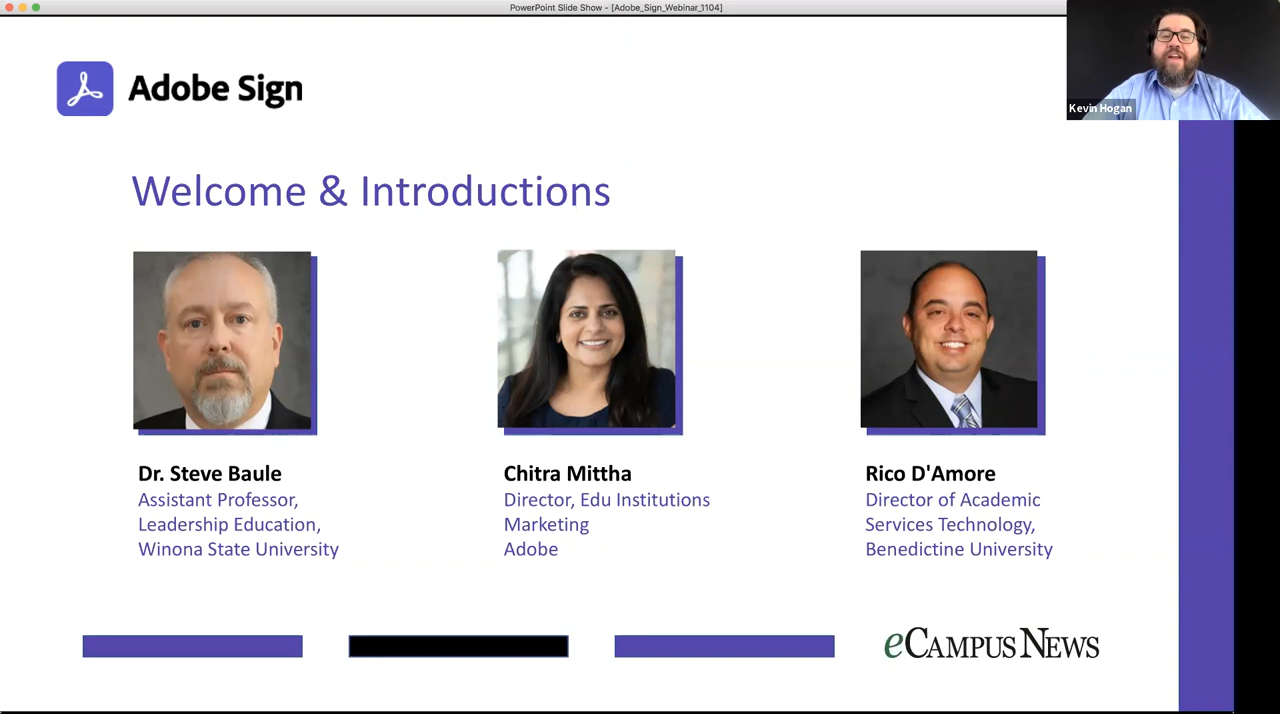 PowerPoint Slide Show - [Adobe_Sign_Webinar_1104]
Kevin Hogan
Adobe Sign
Welcome & Introductions
Dr. Steve Baule
Assistant Professor,
Leadership Education,
Winona State University
Chitra Mittha
Director, Edu Institutions
Marketing
Adobe
Rico D'Amore
Director of Academic
Services Technology,
Benedictine University
eCampus News